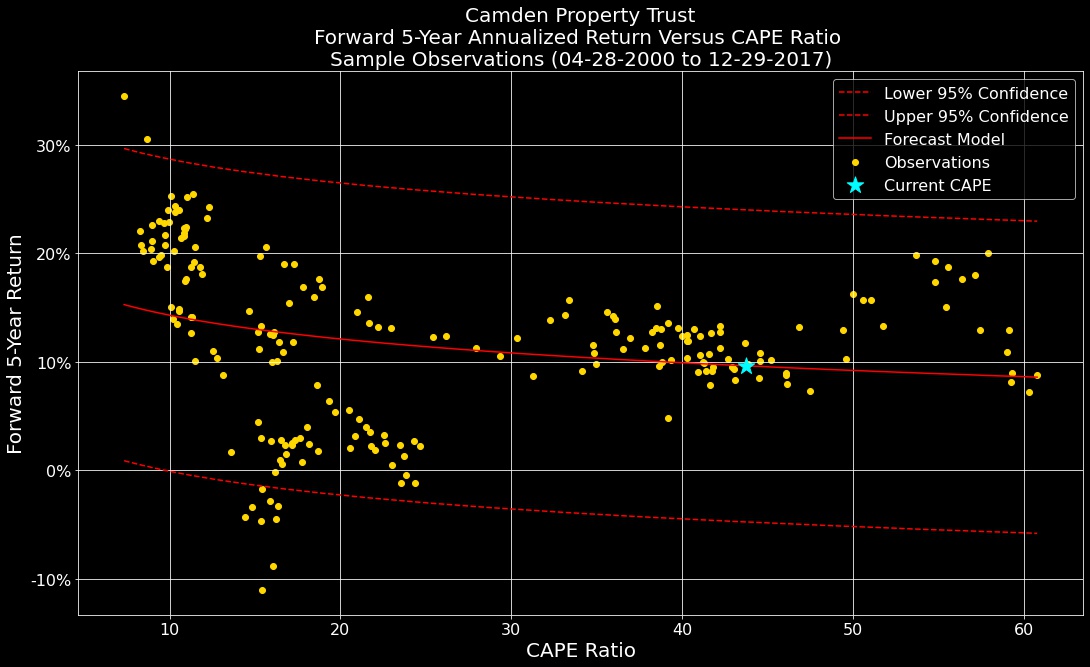 Camden Property Trust
Forward 5-Year Annualized Return Versus CAPE Ratio
Sample Observations (04-28-2000 to 12-29-2017)
Lower 95% Confidence
Upper 95% Confidence
Forecast Model
Observations
Current CAPE
Forward 5-Year Return
30%
20%
10%
0%
-10%
10 20 30 40 50 60
CAPE Ratio